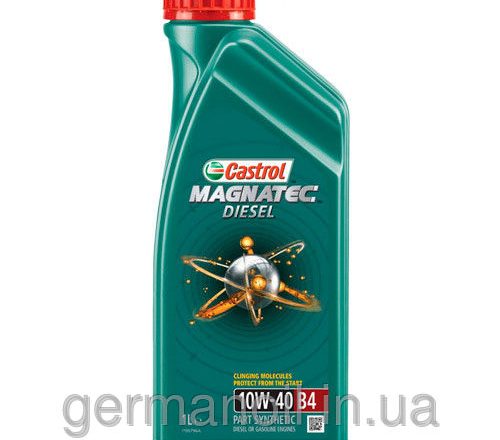 Castrol
MAGNATEC
DIESEL
CLINGING MOLECULES
PROTECT FROM THE START
10W-40 B4
1L
PART SYNTHETIC
DIESEL OR GASOLINE ENGINES
germanoil.in.ua